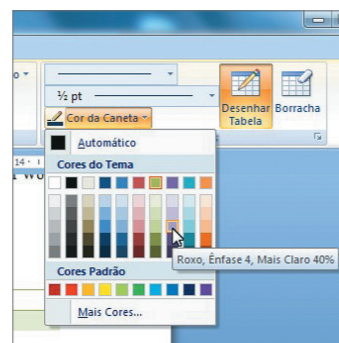 o
½ pt
Cor da Caneta
Desenhar Tabela
Borracha
Automático
14
Cores do Tema
Roxo, Ênfase 4, Mais Claro 40%
Cores Padrão
Mais Cores...